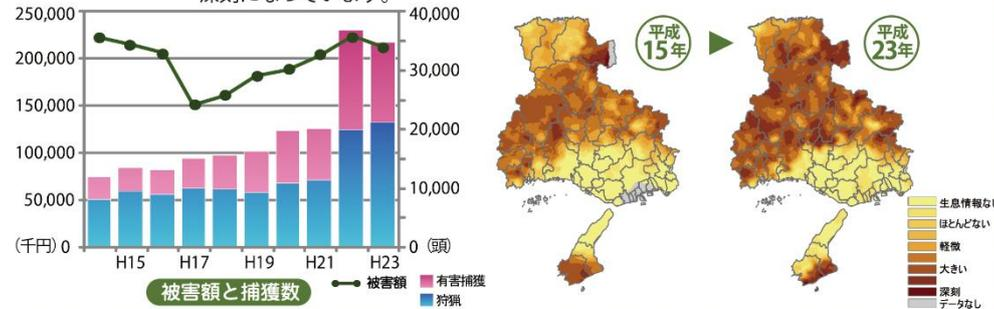 250,000
200,000
150,000
100,000
50,000
(千円) 0
40,000
30,000
20,000
10,000
0 (頭)
H15
H17
H19
H21
H23
被害額と捕獲数
被害額
有害捕獲
狩猟
平成
15年
平成
23年
生息情報なし
ほとんどない
軽微
大きい
深刻
データなし